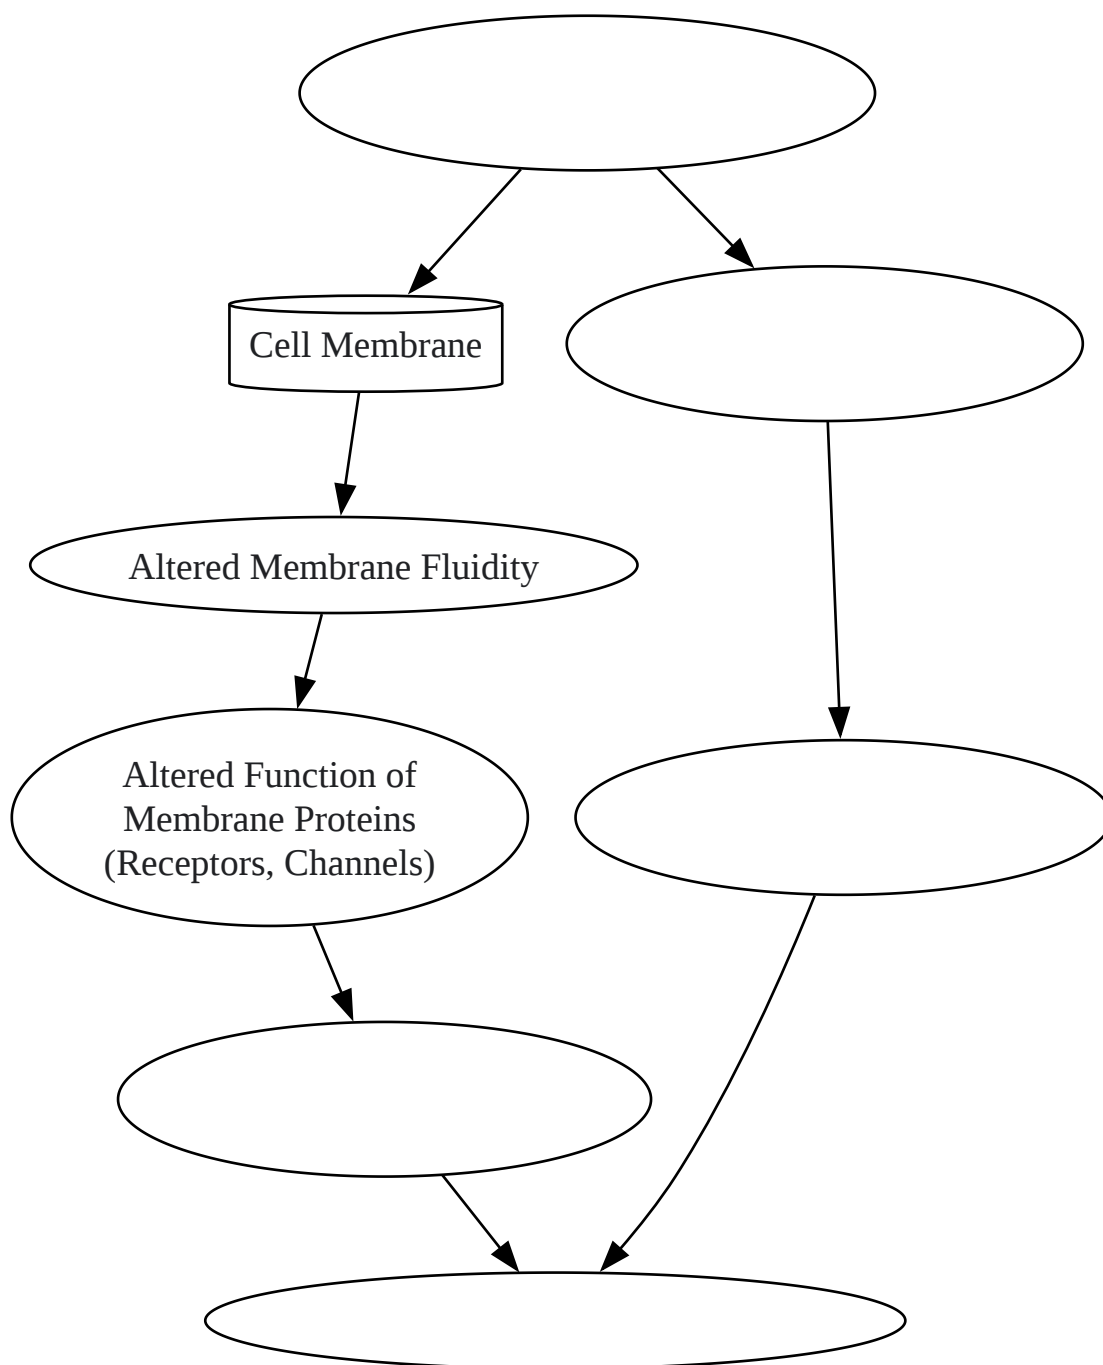 Cell Membrane
Altered Membrane Fluidity
Altered Function of
Membrane Proteins
(Receptors, Channels)